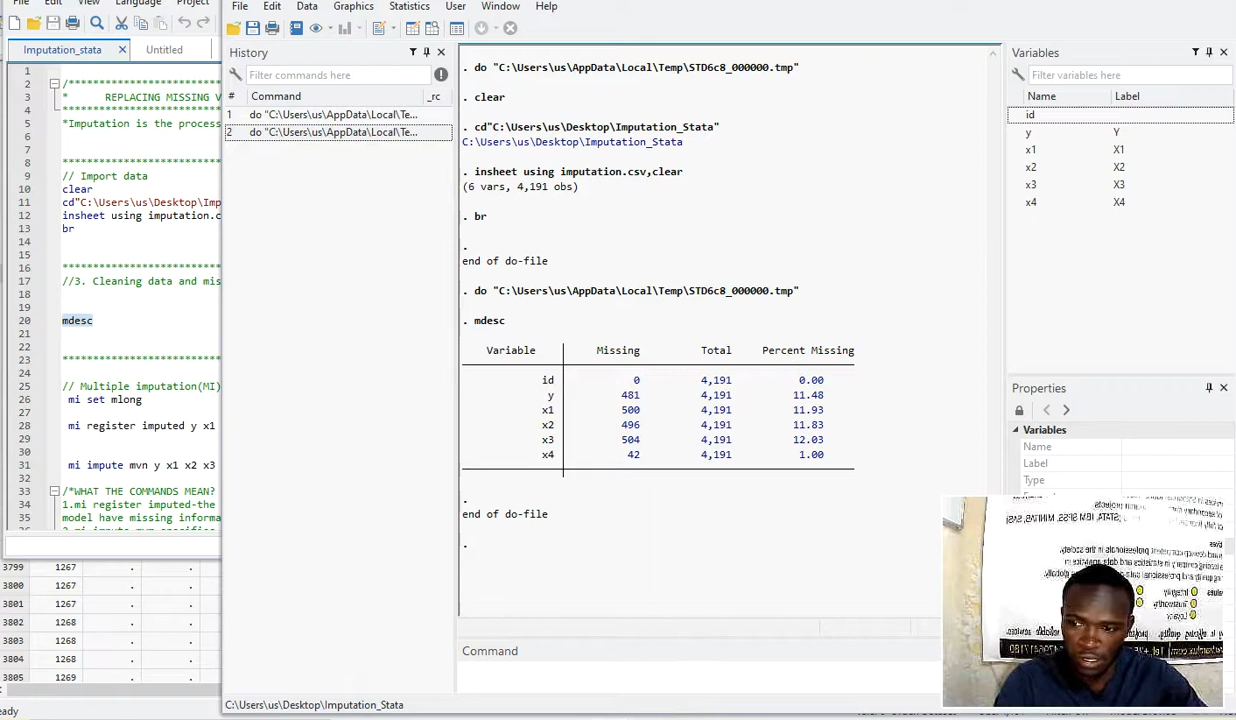 File Edit View Language Project
File Edit Data Graphics Statistics User Window Help
Imputation_stata × Untitled
1
2 /**************************
3 * REPLACING MISSING V
4 **************************
5 *Imputation is the process
6
7
8 *************************
9 // Import data
10 clear
11 cd"C:\Users\us\Desktop\Imp
12 insheet using imputation.c
13 br
14
15
16 *************************
17 //3. Cleaning data and mis
18
19
20 mdesc
21
22
23 *************************
24
25 // Multiple imputation(MI)
26 mi set mlong
27
28 mi register imputed y x1
29
30
31 mi impute mvn y x1 x2 x3
32
33 /*WHAT THE COMMANDS MEAN?
34 1.mi register imputed-the
35 model have missing informa
3799 1267 . .
3800 1267 . .
3801 1267 . .
3802 1268 . .
3803 1268 . .
3804 1268 . .
3805 1269 . .
eady
History
Filter commands here
# Command _rc
1 do "C:\Users\us\AppData\Local\Te...
2 do "C:\Users\us\AppData\Local\Te...
. do "C:\Users\us\AppData\Local\Temp\STD6c8_000000.tmp"
. clear
. cd"C:\Users\us\Desktop\Imputation_Stata"
C:\Users\us\Desktop\Imputation_Stata
. insheet using imputation.csv,clear
(6 vars, 4,191 obs)
. br
.
end of do-file
. do "C:\Users\us\AppData\Local\Temp\STD6c8_000000.tmp"
. mdesc
Variable Missing Total Percent Missing
id 0 4,191 0.00
y 481 4,191 11.48
x1 500 4,191 11.93
x2 496 4,191 11.83
x3 504 4,191 12.03
x4 42 4,191 1.00
.
end of do-file
.
Command
C:\Users\us\Desktop\Imputation_Stata
Variables
Filter variables here
Name Label
id
y Y
x1 X1
x2 X2
x3 X3
x4 X4
Properties
Variables
Name
Label
Type